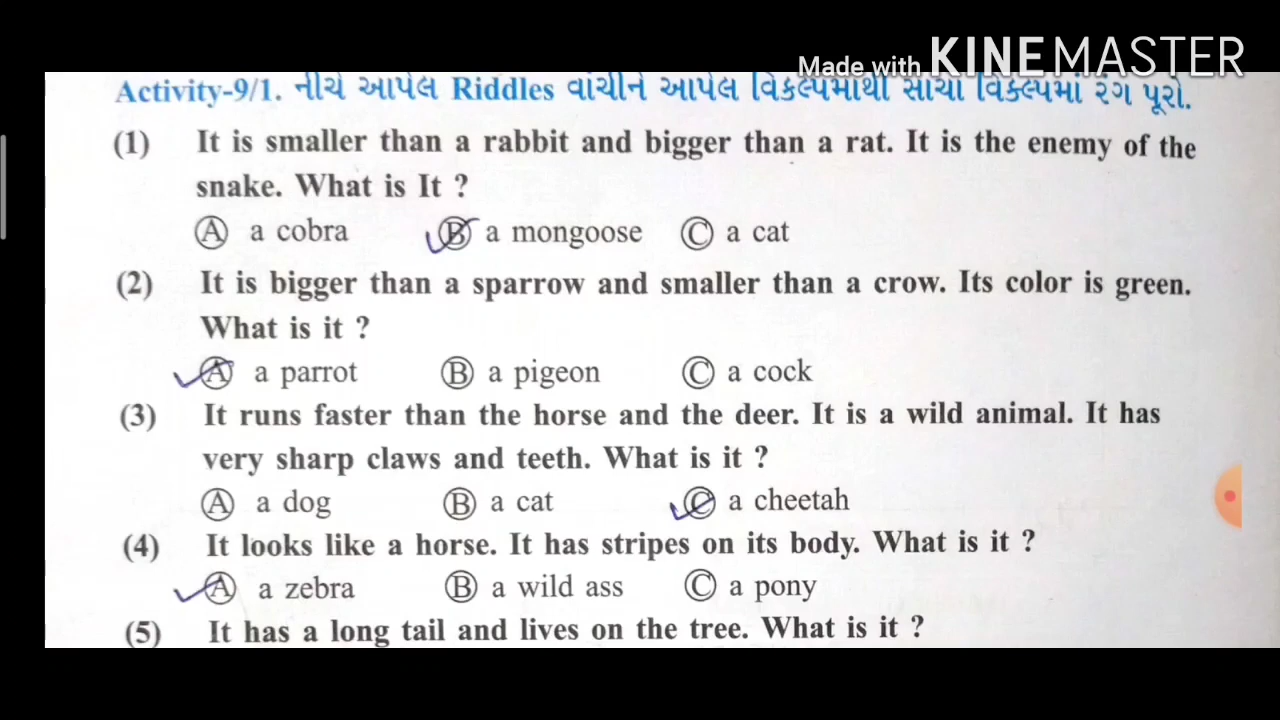 Made with KINEMASTER
Activity-9/1. નીચે આપેલ Riddles વાંચીને આપેલ વિકલ્પમાંથી સાચા વિકલ્પમાં રંગ પૂરો.
(1) It is smaller than a rabbit and bigger than a rat. It is the enemy of the
snake. What is It ?
Ⓐ a cobra Ⓑ a mongoose Ⓒ a cat
(2) It is bigger than a sparrow and smaller than a crow. Its color is green.
What is it ?
Ⓐ a parrot Ⓑ a pigeon Ⓒ a cock
(3) It runs faster than the horse and the deer. It is a wild animal. It has
very sharp claws and teeth. What is it ?
Ⓐ a dog Ⓑ a cat Ⓒ a cheetah
(4) It looks like a horse. It has stripes on its body. What is it ?
Ⓐ a zebra Ⓑ a wild ass Ⓒ a pony
(5) It has a long tail and lives on the tree. What is it ?